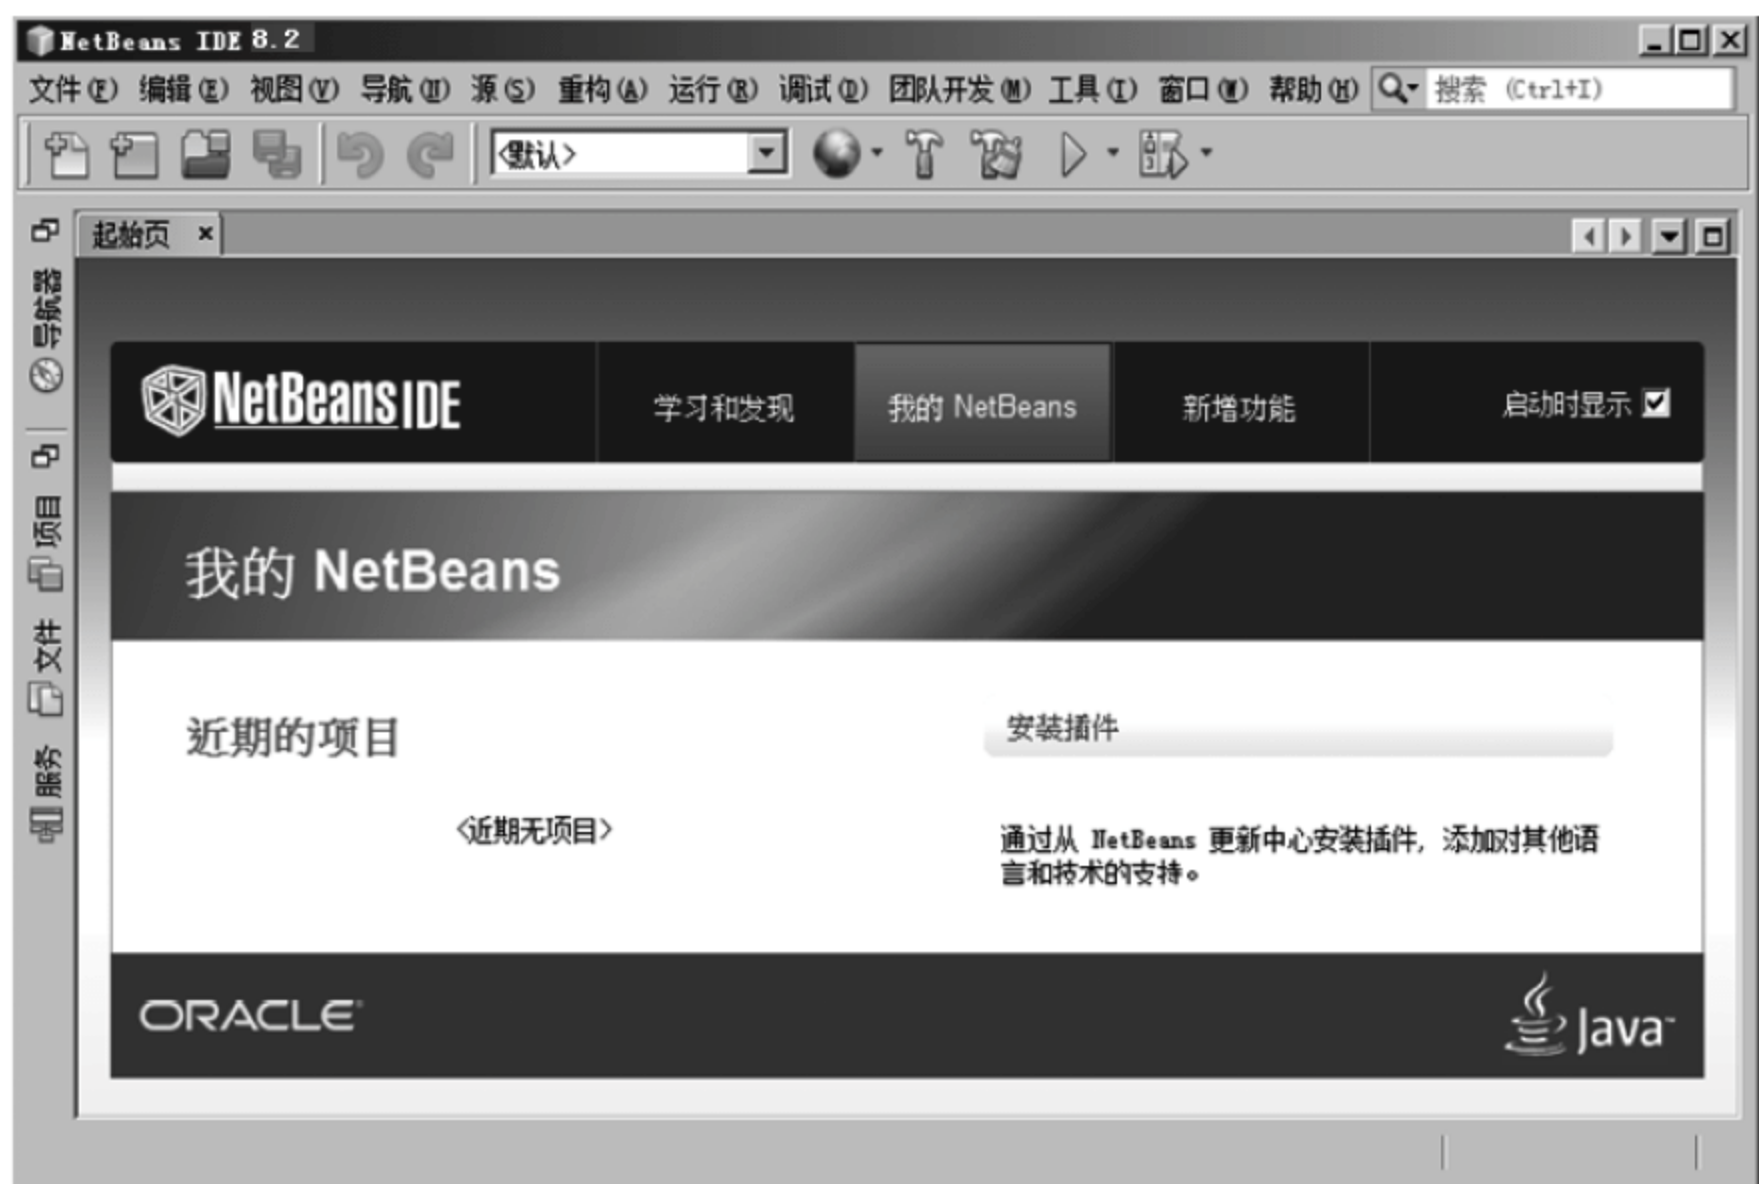 NetBeans IDE 8.2
文件(F) 编辑(E) 视图(V) 导航(N) 源(S) 重构(A) 运行(R) 调试(D) 团队开发(M) 工具(T) 窗口(W) 帮助(H) 搜索 (Ctrl+I)
<默认>
起始页
导航器
项目
文件
服务
NetBeans IDE
学习和发现
我的 NetBeans
新增功能
启动时显示
我的 NetBeans
近期的项目
<近期无项目>
安装插件
通过从 NetBeans 更新中心安装插件, 添加对其他语
言和技术的支持。
ORACLE
Java™